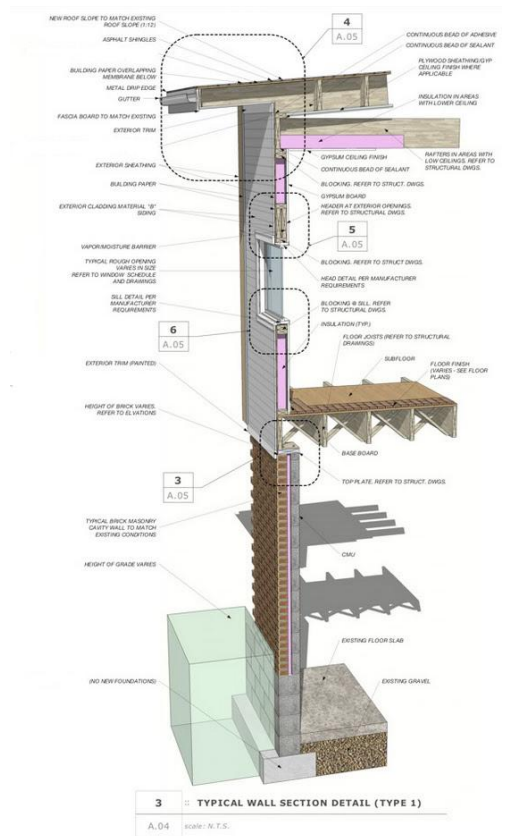 NEW ROOF SLOPE TO MATCH EXISTING
ROOF SLOPE (1:12)
ASPHALT SHINGLES
BUILDING PAPER OVERLAPPING
MEMBRANE BELOW
METAL DRIP EDGE
GUTTER
FASCIA BOARD TO MATCH EXISTING
EXTERIOR TRIM
EXTERIOR SHEATHING
BUILDING PAPER
EXTERIOR CLADDING MATERIAL "B"
SIDING
VAPOR/MOISTURE BARRIER
TYPICAL ROUGH OPENING
VARIES IN SIZE
REFER TO WINDOW SCHEDULE
AND DRAWINGS
SILL DETAIL PER
MANUFACTURER
REQUIREMENTS
6
A.05
EXTERIOR TRIM (PAINTED)
HEIGHT OF BRICK VARIES.
REFER TO ELVATIONS
3
A.05
TYPICAL BRICK MASONRY
CAVITY WALL TO MATCH
EXISTING CONDITIONS
HEIGHT OF GRADE VARIES
(NO NEW FOUNDATIONS)
4
A.05
CONTINUOUS BEAD OF ADHESIVE
CONTINUOUS BEAD OF SEALANT
PLYWOOD SHEATHING/GYP
CEILING FINISH WHERE
APPLICABLE
INSULATION IN AREAS
WITH LOWER CEILING
GYPSUM CEILING FINISH
RAFTERS IN AREAS WITH
LOW CEILINGS. REFER TO
STRUCTURAL DWGS.
CONTINUOUS BEAD OF SEALANT
BLOCKING. REFER TO STRUCT. DWGS.
GYPSUM BOARD
HEADER AT EXTERIOR OPENINGS.
REFER TO STRUCTURAL DWGS.
5
A.05
BLOCKING. REFER TO STRUCT DWGS.
HEAD DETAIL PER MANUFACTURER
REQUIREMENTS
BLOCKING @ SILL. REFER
TO STRUCTURAL DWGS.
INSULATION (TYP.)
FLOOR JOISTS (REFER TO STRUCTURAL
DRAWINGS)
SUBFLOOR
FLOOR FINISH
(VARIES - SEE FLOOR
PLANS)
BASE BOARD
TOP PLATE. REFER TO STRUCT. DWGS.
CMU
EXISTING FLOOR SLAB
EXISTING GRAVEL
3 :: TYPICAL WALL SECTION DETAIL (TYPE 1)
A.04 scale: N.T.S.